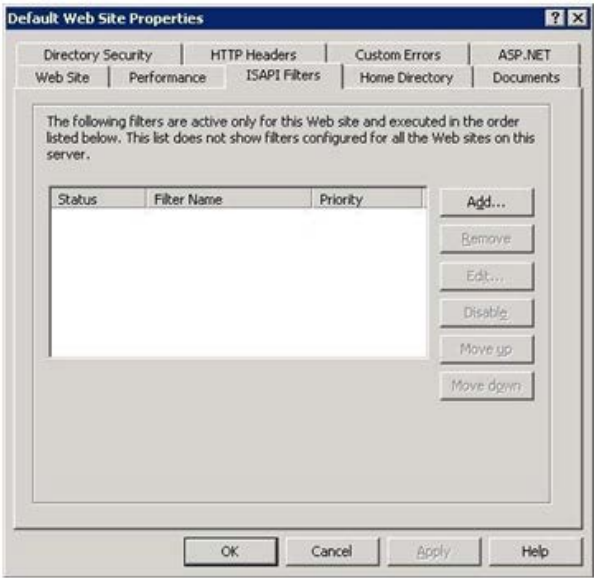 Default Web Site Properties
? X
Directory Security HTTP Headers Custom Errors ASP.NET
Web Site Performance ISAPI Filters Home Directory Documents
The following filters are active only for this Web site and executed in the order
listed below. This list does not show filters configured for all the Web sites on this
server.
Status Filter Name Priority
Add...
Remove
Edit...
Disable
Move up
Move down
OK Cancel Apply Help